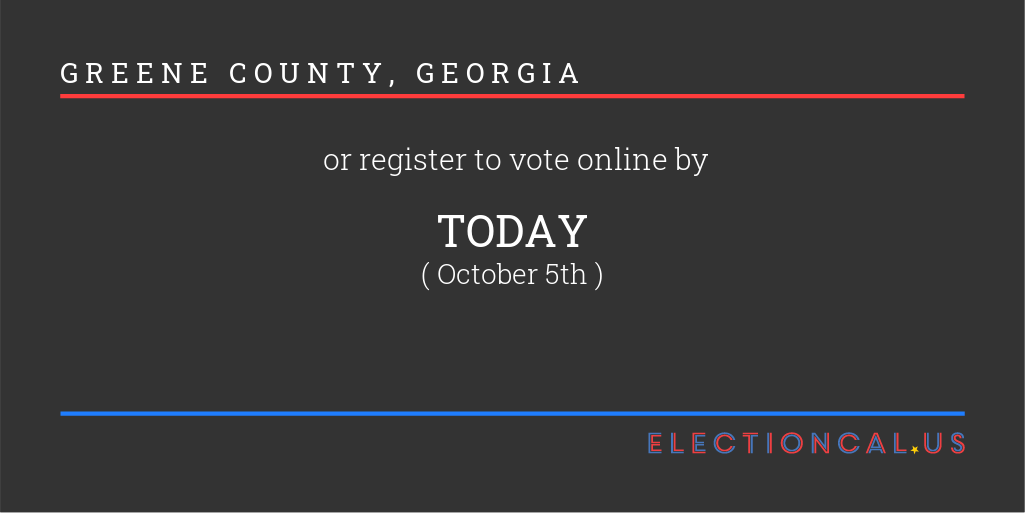 GREENE COUNTY, GEORGIA
or register to vote online by
TODAY
( October 5th )
ELECTIONCAL.US